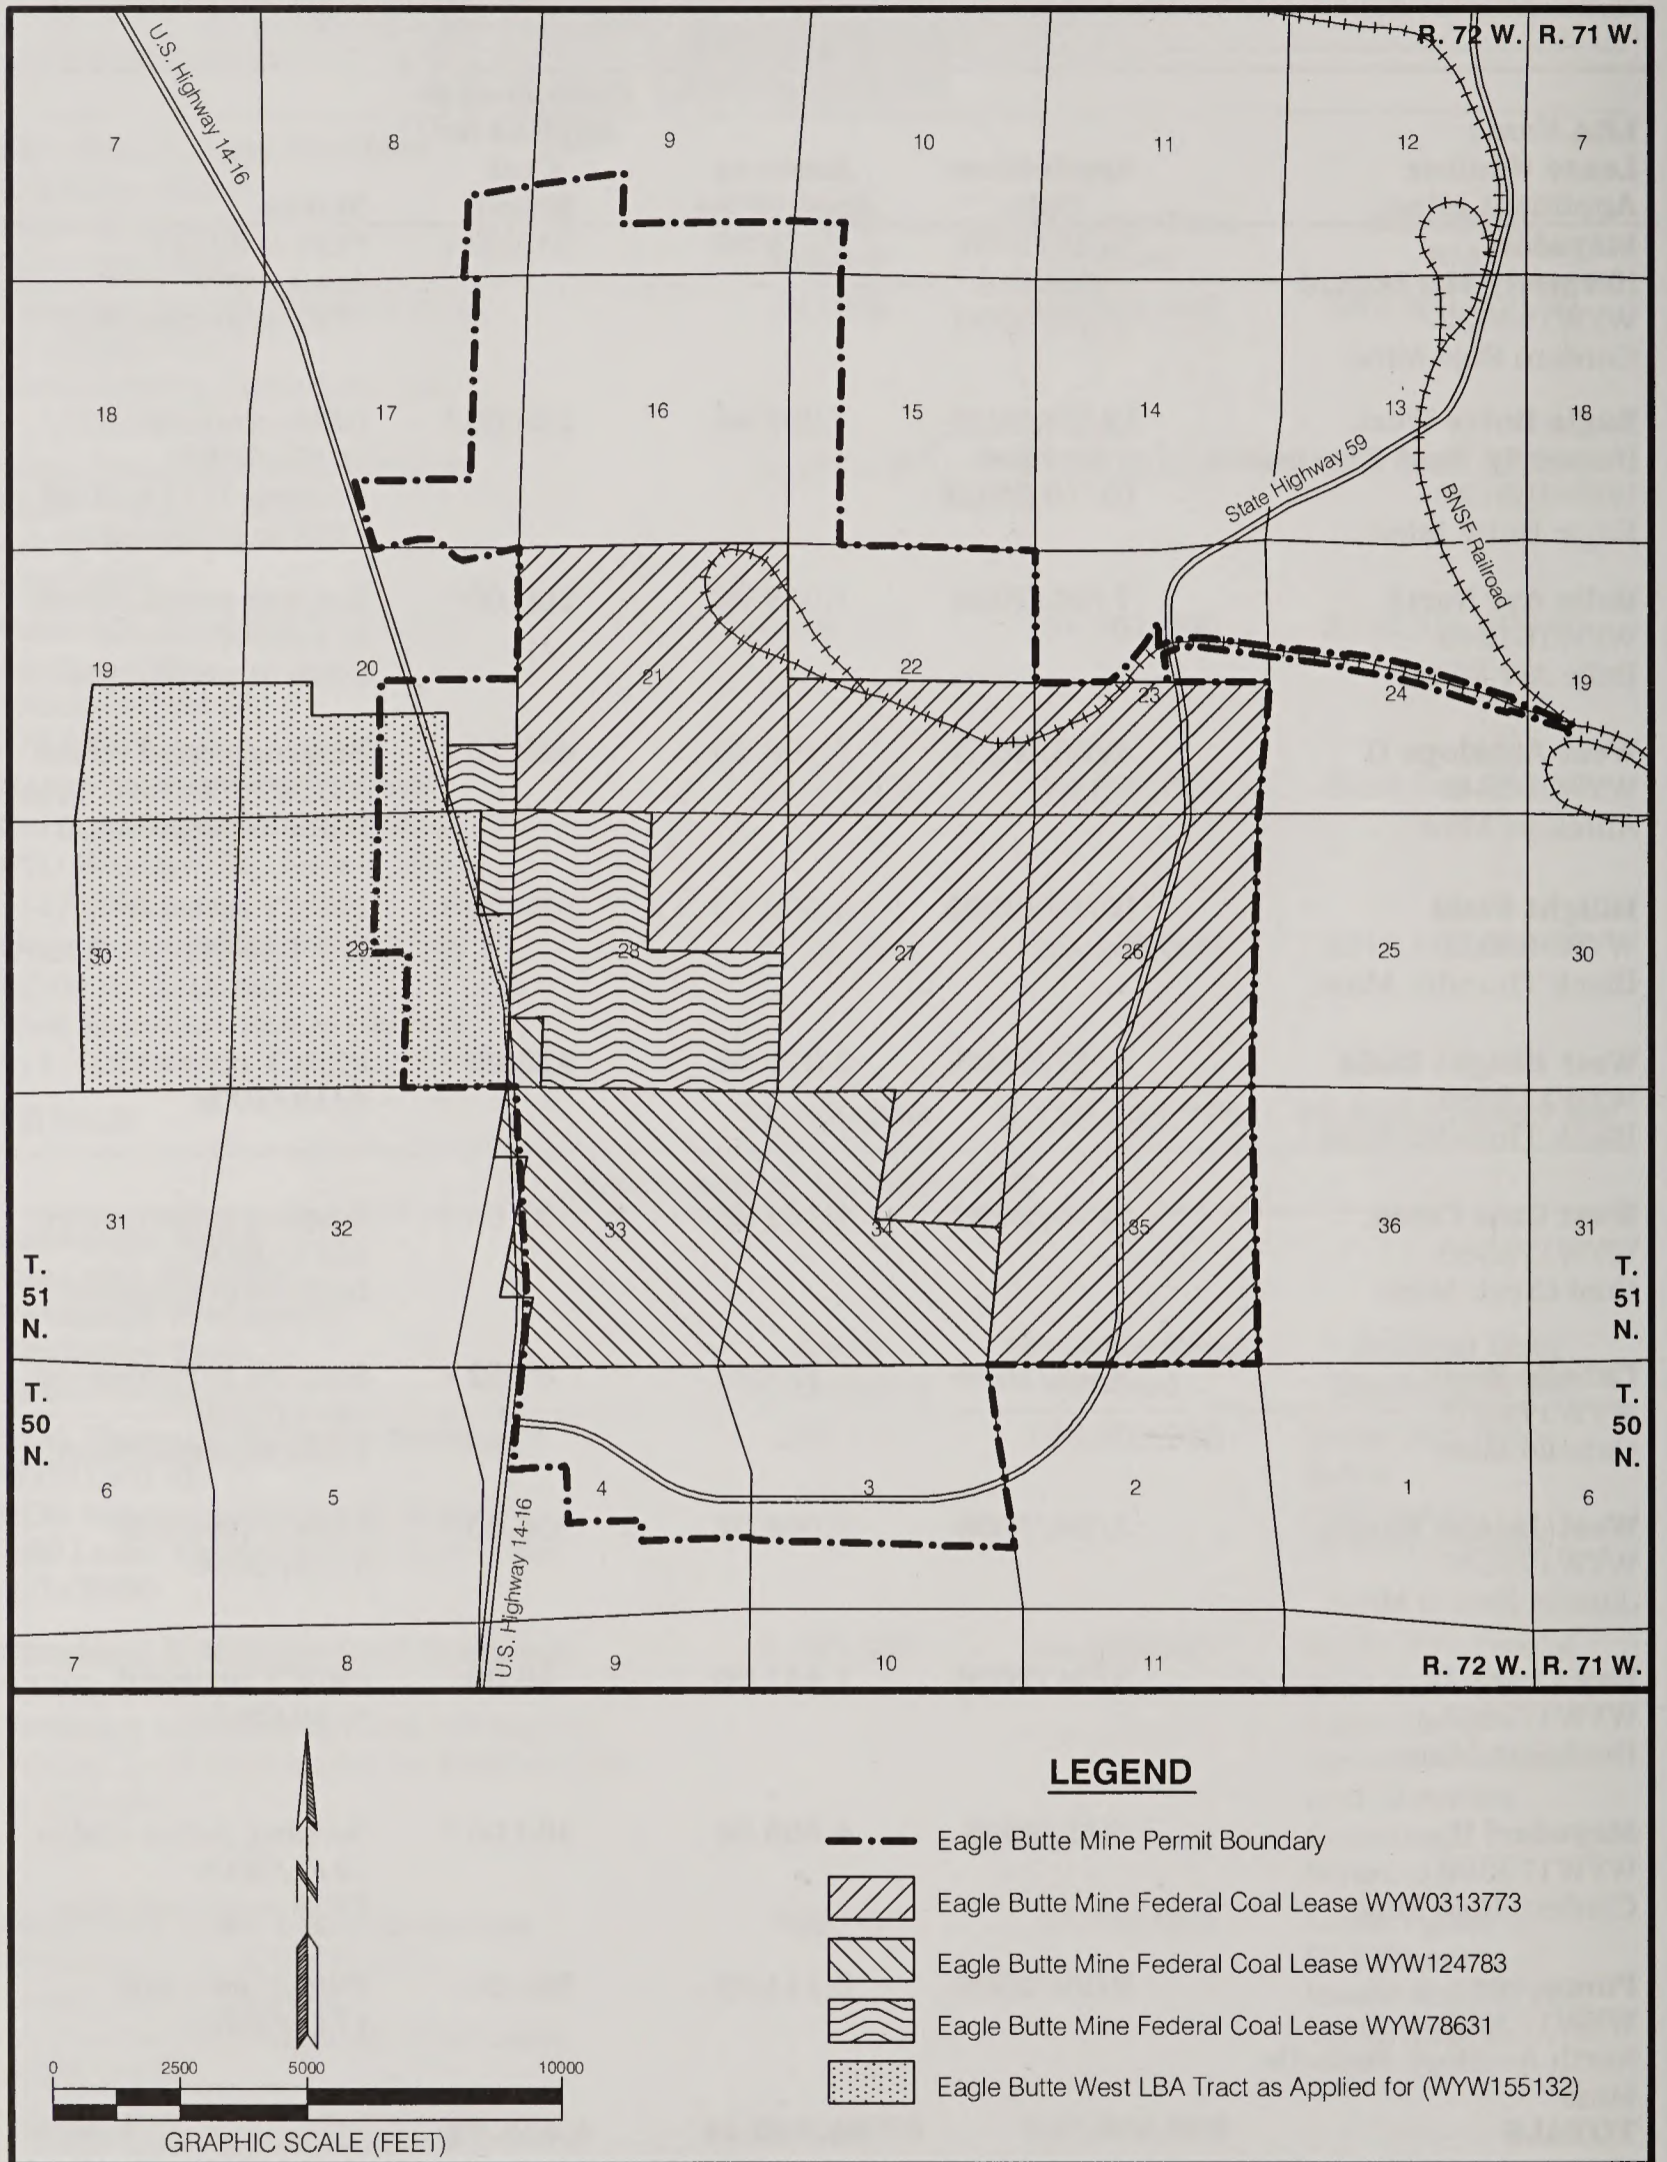 R. 72 W. R. 71 W.
U.S. Highway 14-16
7 8 9 10 11 12 7
18 17 16 15 14 13 18
State Highway 59
BNSF Railroad
19 20 21 22 23 24 19
30 29 28 27 26 25 30
31 32 33 34 35 36 31
T.
51
N.
T.
51
N.
T.
50
N.
T.
50
N.
6 5 4 3 2 1 6
U.S. Highway 14-16
7 8 9 10 11 R. 72 W. R. 71 W.
LEGEND
Eagle Butte Mine Permit Boundary
Eagle Butte Mine Federal Coal Lease WYW0313773
Eagle Butte Mine Federal Coal Lease WYW124783
Eagle Butte Mine Federal Coal Lease WYW78631
Eagle Butte West LBA Tract as Applied for (WYW155132)
N
0 2500 5000 10000
GRAPHIC SCALE (FEET)